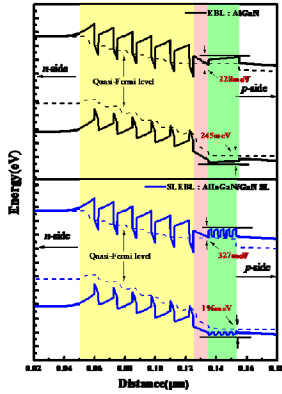 EBL: AlGaN
n-side
Quasi-Fermi level
228meV
p-side
245meV
SL EBL : AlInGaN/GaN SL
n-side
Quasi-Fermi level
327meV
p-side
196meV
Energy(eV)
0.02 0.04 0.06 0.08 0.10 0.12 0.14 0.16 0.18
Distance(μm)